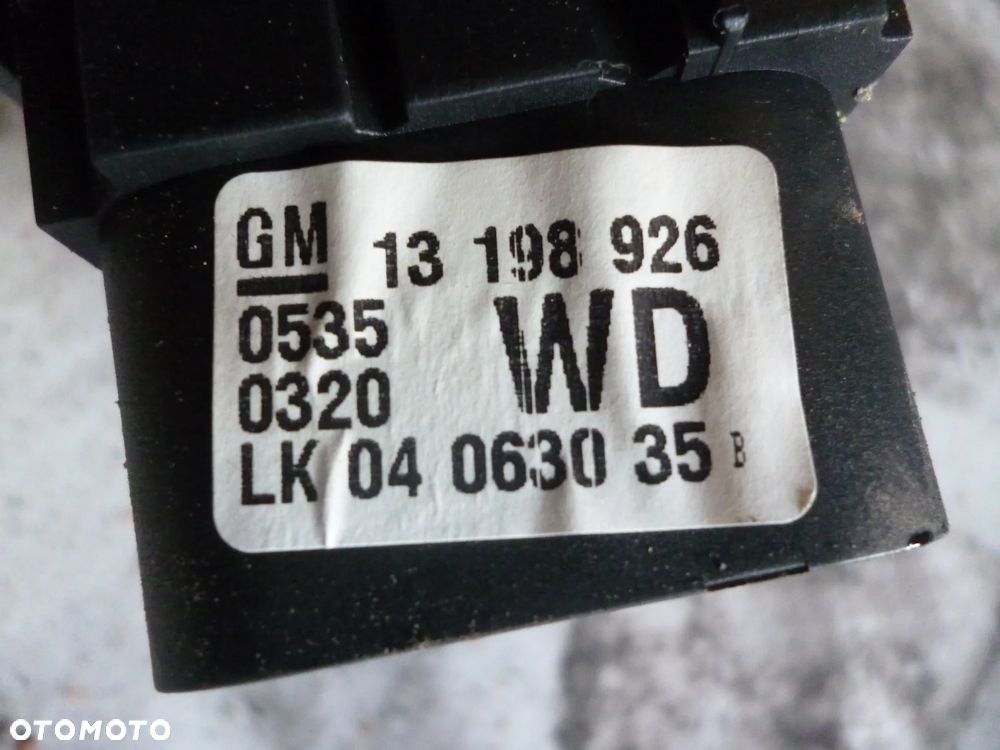 GM 13 198 926
0535 WD
0320
LK 04 0630 35 B
OTOMOTO